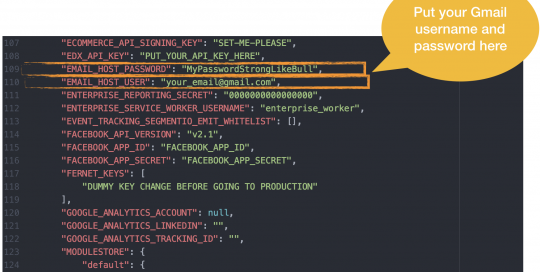 Put your Gmail
username and
password here
107 "ECOMMERCE_API_SIGNING_KEY": "SET-ME-PLEASE",
108 "EDX_API_KEY": "PUT_YOUR_API_KEY_HERE",
109 "EMAIL_HOST_PASSWORD": "MyPasswordStrongLikeBull",
110 "EMAIL_HOST_USER": "your_email@gmail.com",
111 "ENTERPRISE_REPORTING_SECRET": "0000000000000000",
112 "ENTERPRISE_SERVICE_WORKER_USERNAME": "enterprise_worker",
113 "EVENT_TRACKING_SEGMENTIO_EMIT_WHITELIST": [],
114 "FACEBOOK_API_VERSION": "v2.1",
115 "FACEBOOK_APP_ID": "FACEBOOK_APP_ID",
116 "FACEBOOK_APP_SECRET": "FACEBOOK_APP_SECRET",
117 "FERNET_KEYS": [
118 "DUMMY KEY CHANGE BEFORE GOING TO PRODUCTION"
119 ],
120 "GOOGLE_ANALYTICS_ACCOUNT": null,
121 "GOOGLE_ANALYTICS_LINKEDIN": "",
122 "GOOGLE_ANALYTICS_TRACKING_ID": "",
123 "MODULESTORE": {
124 "default": {